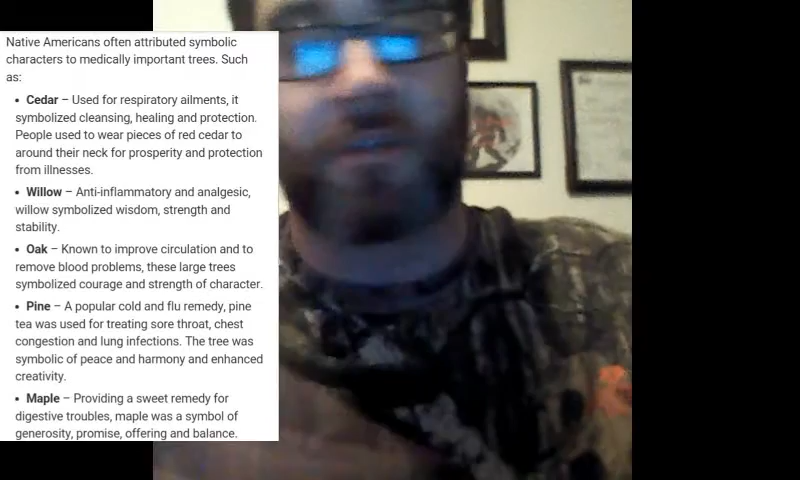 Native Americans often attributed symbolic
characters to medically important trees. Such
as:
• Cedar – Used for respiratory ailments, it
symbolized cleansing, healing and protection.
People used to wear pieces of red cedar to
around their neck for prosperity and protection
from illnesses.
• Willow – Anti-inflammatory and analgesic,
willow symbolized wisdom, strength and
stability.
• Oak – Known to improve circulation and to
remove blood problems, these large trees
symbolized courage and strength of character.
• Pine – A popular cold and flu remedy, pine
tea was used for treating sore throat, chest
congestion and lung infections. The tree was
symbolic of peace and harmony and enhanced
creativity.
• Maple – Providing a sweet remedy for
digestive troubles, maple was a symbol of
generosity, promise, offering and balance.